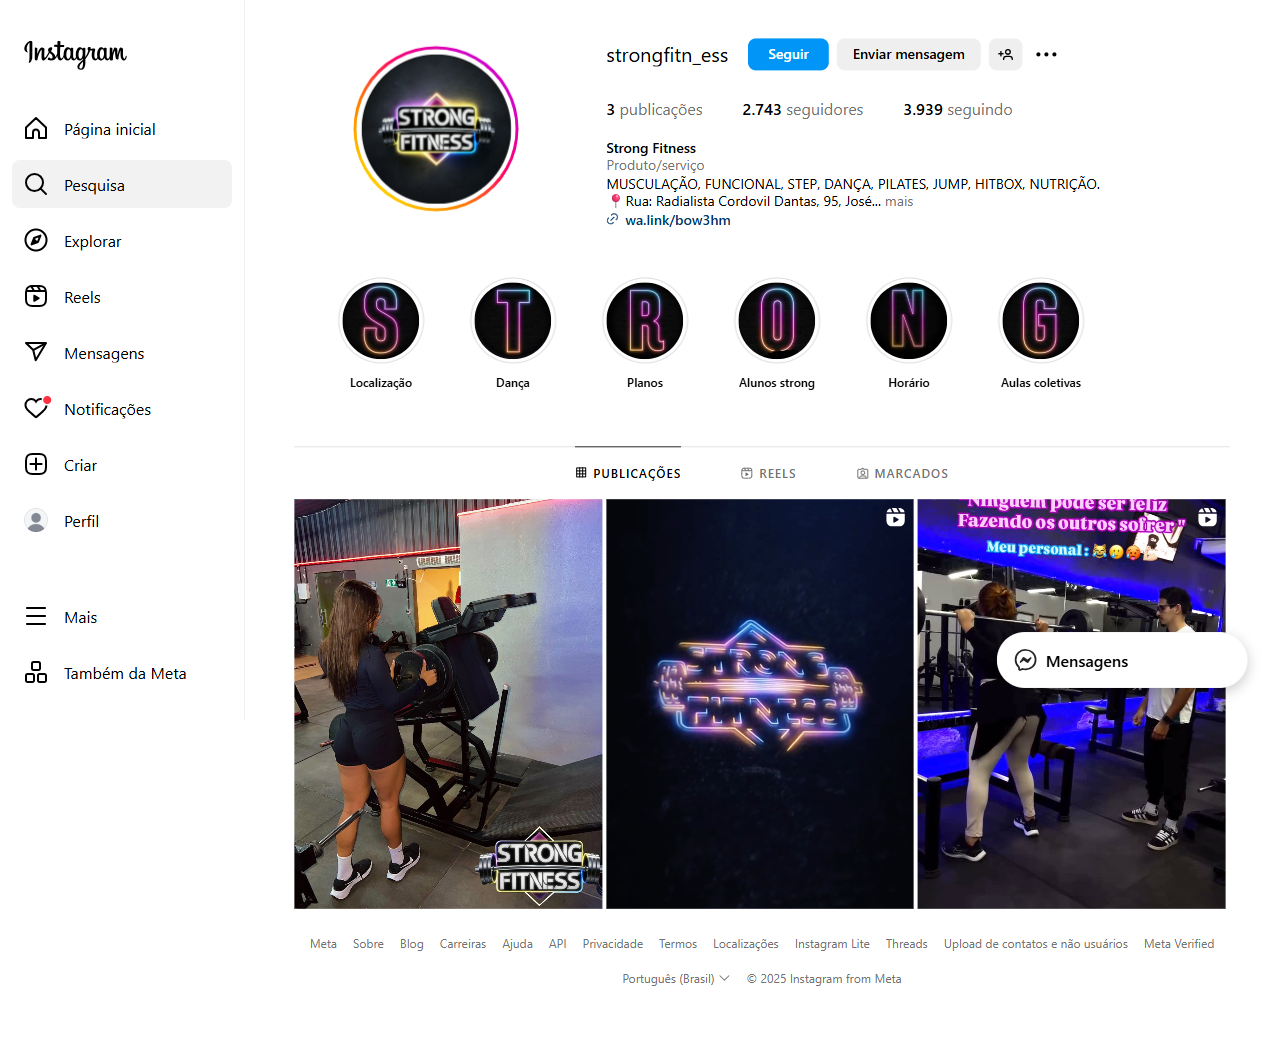 Instagram
Página inicial
Pesquisa
Explorar
Reels
Mensagens
Notificações
Criar
Perfil
Mais
Também da Meta
STRONG
FITNESS
strongfitn_ess
Seguir
Enviar mensagem
3 publicações
2.743 seguidores
3.939 seguindo
Strong Fitness
Produto/serviço
MUSCULAÇÃO, FUNCIONAL, STEP, DANÇA, PILATES, JUMP, HITBOX, NUTRIÇÃO.
📍Rua: Radialista Cordovil Dantas, 95, José... mais
wa.link/bow3hm
S T R O N G
Localização
Dança
Planos
Alunos strong
Horário
Aulas coletivas
PUBLICAÇÕES
REELS
MARCADOS
STRONG
FITNESS
Ninguém pode ser feliz
Fazendo os outros sofrer"
Meu personal :
Mensagens
Meta Sobre Blog Carreiras Ajuda API Privacidade Termos Localizações Instagram Lite Threads Upload de contatos e não usuários Meta Verified
Português (Brasil) © 2025 Instagram from Meta